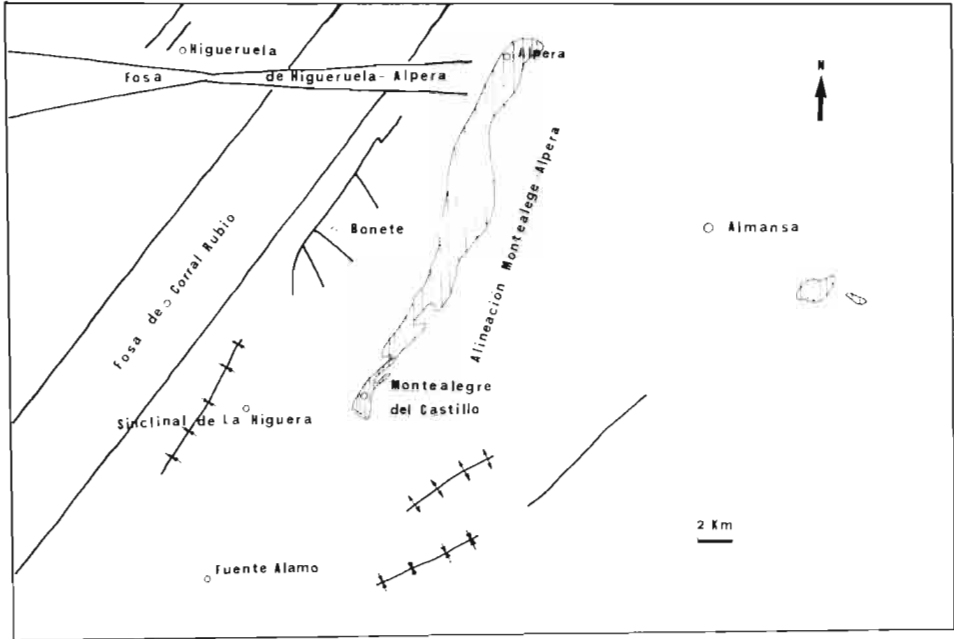 Higueruela
Alpera
Fosa de Higueruela-Alpera
N
Alineacion Montealege-Alpera
Almansa
Bonete
Fosa de Corral Rubio
Montealegre
del Castillo
Sinclinal de La Higuera
2 Km
Fuente Alamo